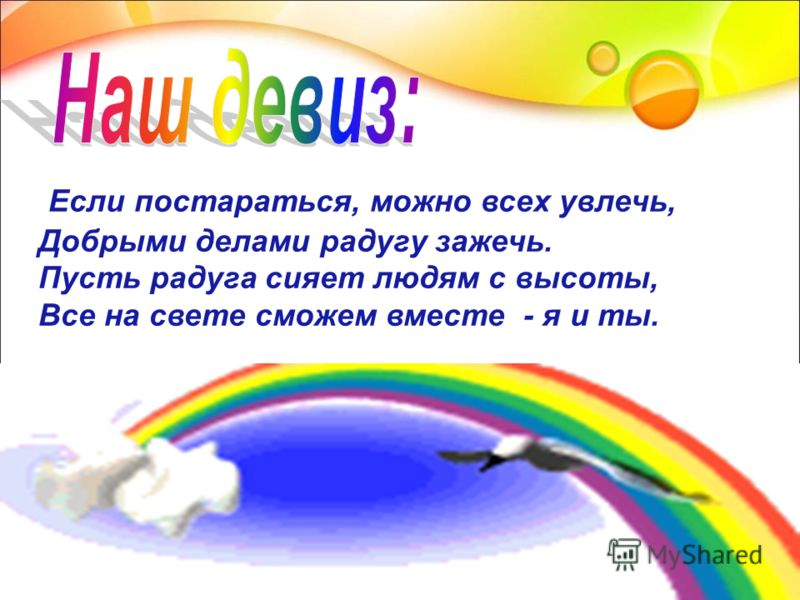 Наш девиз:
Если постараться, можно всех увлечь,
Добрыми делами радугу зажечь.
Пусть радуга сияет людям с высоты,
Все на свете сможем вместе - я и ты.
MyShared